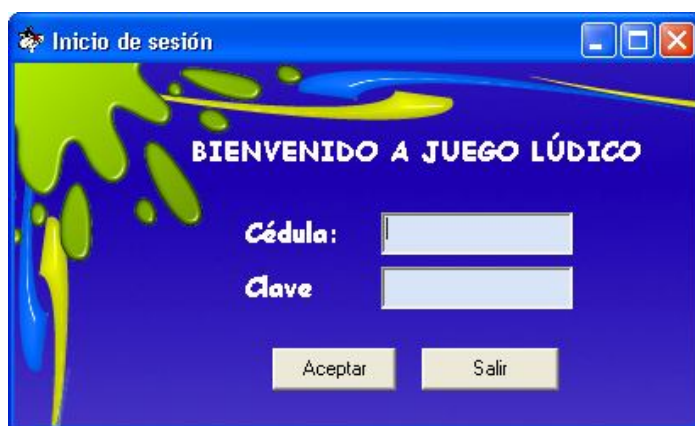 Inicio de sesión
BIENVENIDO A JUEGO LÚDICO
Cédula:
Clave
Aceptar Salir